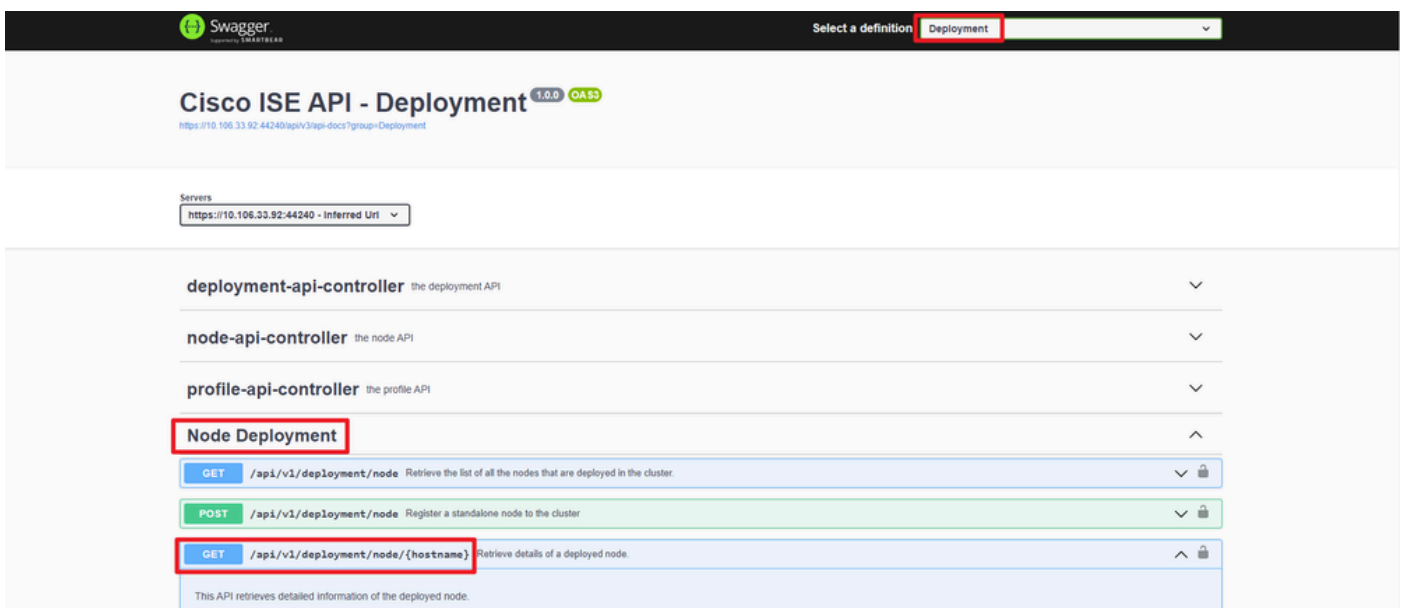 Swagger.
Supported by SMARTBEAR
Select a definition
Deployment
Cisco ISE API - Deployment 1.0.0 OAS3
https://10.106.33.92:44240/api/v3/api-docs?group=Deployment
Servers
https://10.106.33.92:44240 - Inferred Url
deployment-api-controller the deployment API
node-api-controller the node API
profile-api-controller the profile API
Node Deployment
GET /api/v1/deployment/node Retrieve the list of all the nodes that are deployed in the cluster.
POST /api/v1/deployment/node Register a standalone node to the cluster
GET /api/v1/deployment/node/{hostname} Retrieve details of a deployed node.
This API retrieves detailed information of the deployed node.